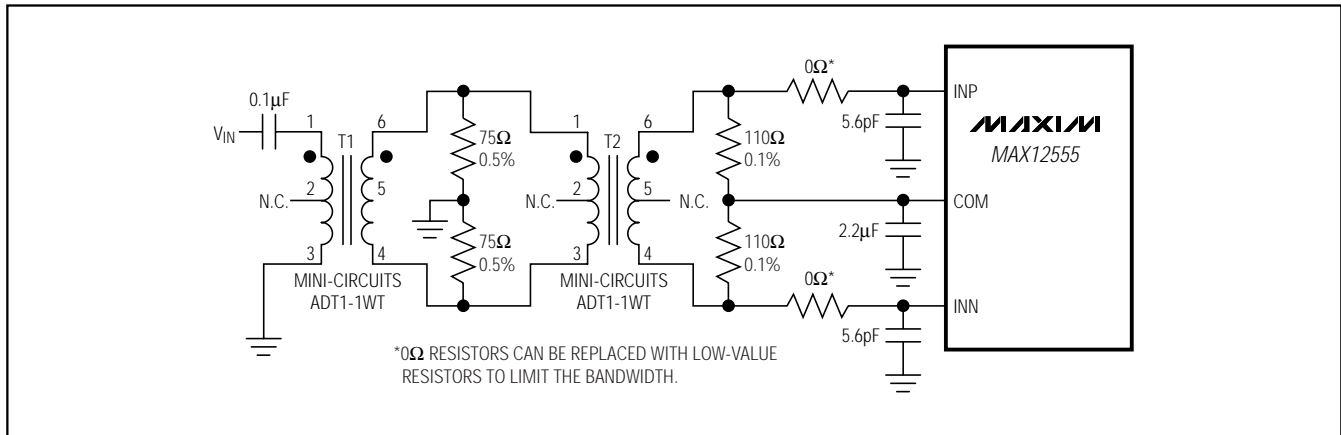 0.1μF
V_IN
1
T1
6
N.C.
2
5
3
4
MINI-CIRCUITS
ADT1-1WT
75Ω
0.5%
75Ω
0.5%
1
T2
6
N.C.
2
5
N.C.
3
4
MINI-CIRCUITS
ADT1-1WT
110Ω
0.1%
110Ω
0.1%
0Ω*
5.6pF
2.2μF
0Ω*
5.6pF
INP
MAXIM
MAX12555
COM
INN
*0Ω RESISTORS CAN BE REPLACED WITH LOW-VALUE
RESISTORS TO LIMIT THE BANDWIDTH.